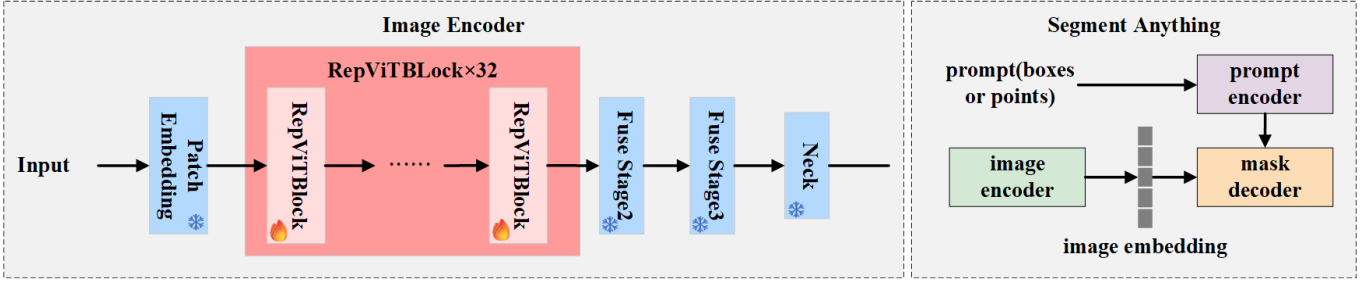 Image Encoder
RepViTBLock×32
Input
Patch
Embedding
RepViTBlock
······
RepViTBlock
Fuse Stage2
Fuse Stage3
Neck
Segment Anything
prompt(boxes
or points)
prompt
encoder
image
encoder
mask
decoder
image embedding